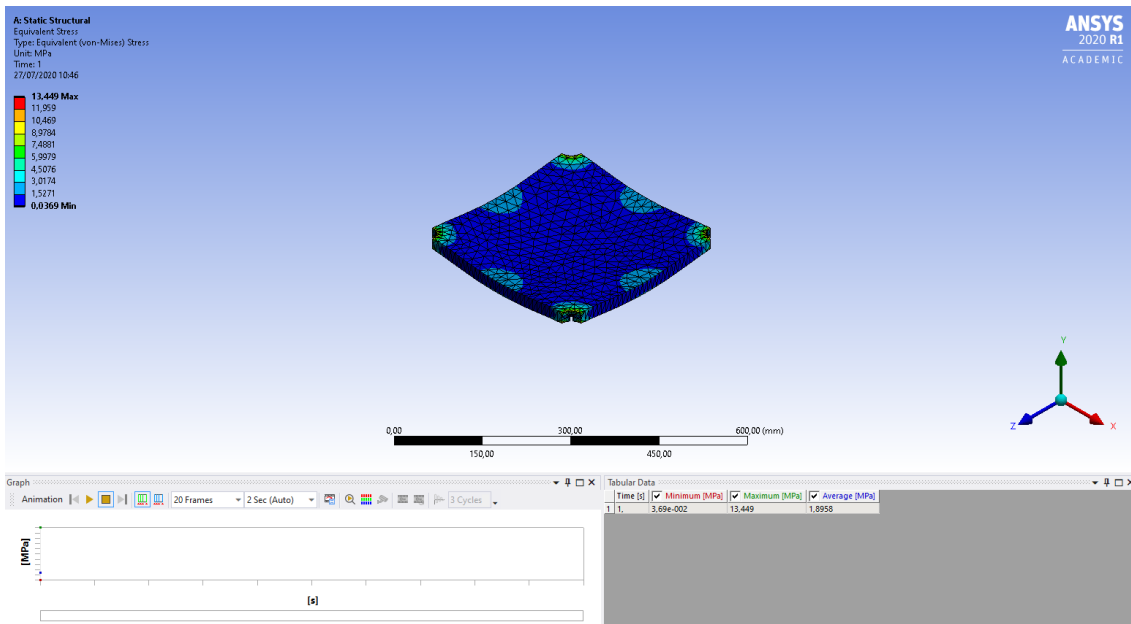 A: Static Structural
Equivalent Stress
Type: Equivalent (von-Mises) Stress
Unit: MPa
Time: 1
27/07/2020 10:46
13,449 Max
11,959
10,469
8,9784
7,4881
5,9979
4,5076
3,0174
1,5271
0,0369 Min
ANSYS
2020 R1
ACADEMIC
Y
Z
X
0,00
300,00
600,00 (mm)
150,00
450,00
Graph
Animation
20 Frames
2 Sec (Auto)
3 Cycles
[MPa]
[s]
Tabular Data
Time [s] Minimum [MPa] Maximum [MPa] Average [MPa]
1 1, 3,69e-002 13,449 1,8958